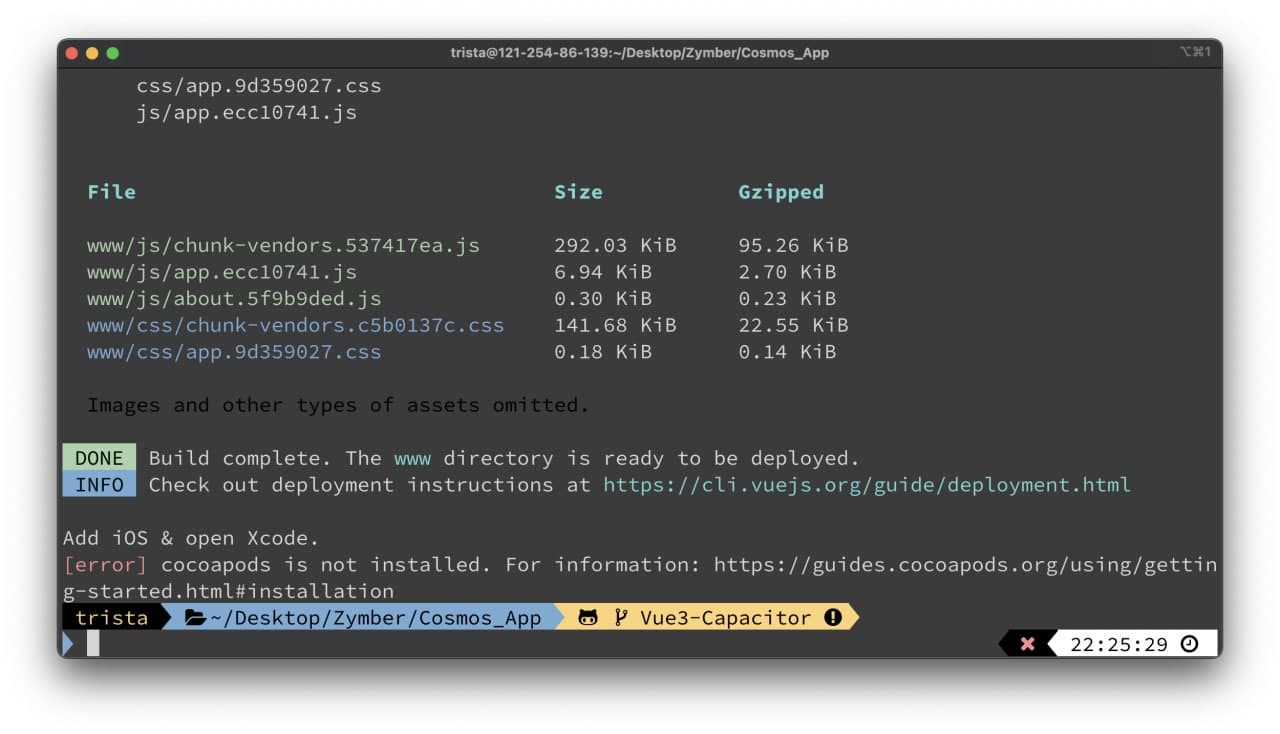 trista@121-254-86-139:~/Desktop/Zymber/Cosmos_App ⌥⌘1
css/app.9d359027.css
js/app.ecc10741.js
File Size Gzipped
www/js/chunk-vendors.537417ea.js 292.03 KiB 95.26 KiB
www/js/app.ecc10741.js 6.94 KiB 2.70 KiB
www/js/about.5f9b9ded.js 0.30 KiB 0.23 KiB
www/css/chunk-vendors.c5b0137c.css 141.68 KiB 22.55 KiB
www/css/app.9d359027.css 0.18 KiB 0.14 KiB
Images and other types of assets omitted.
DONE Build complete. The www directory is ready to be deployed.
INFO Check out deployment instructions at https://cli.vuejs.org/guide/deployment.html
Add iOS & open Xcode.
[error] cocoapods is not installed. For information: https://guides.cocoapods.org/using/gettin
g-started.html#installation
trista ~/Desktop/Zymber/Cosmos_App Vue3-Capacitor
22:25:29